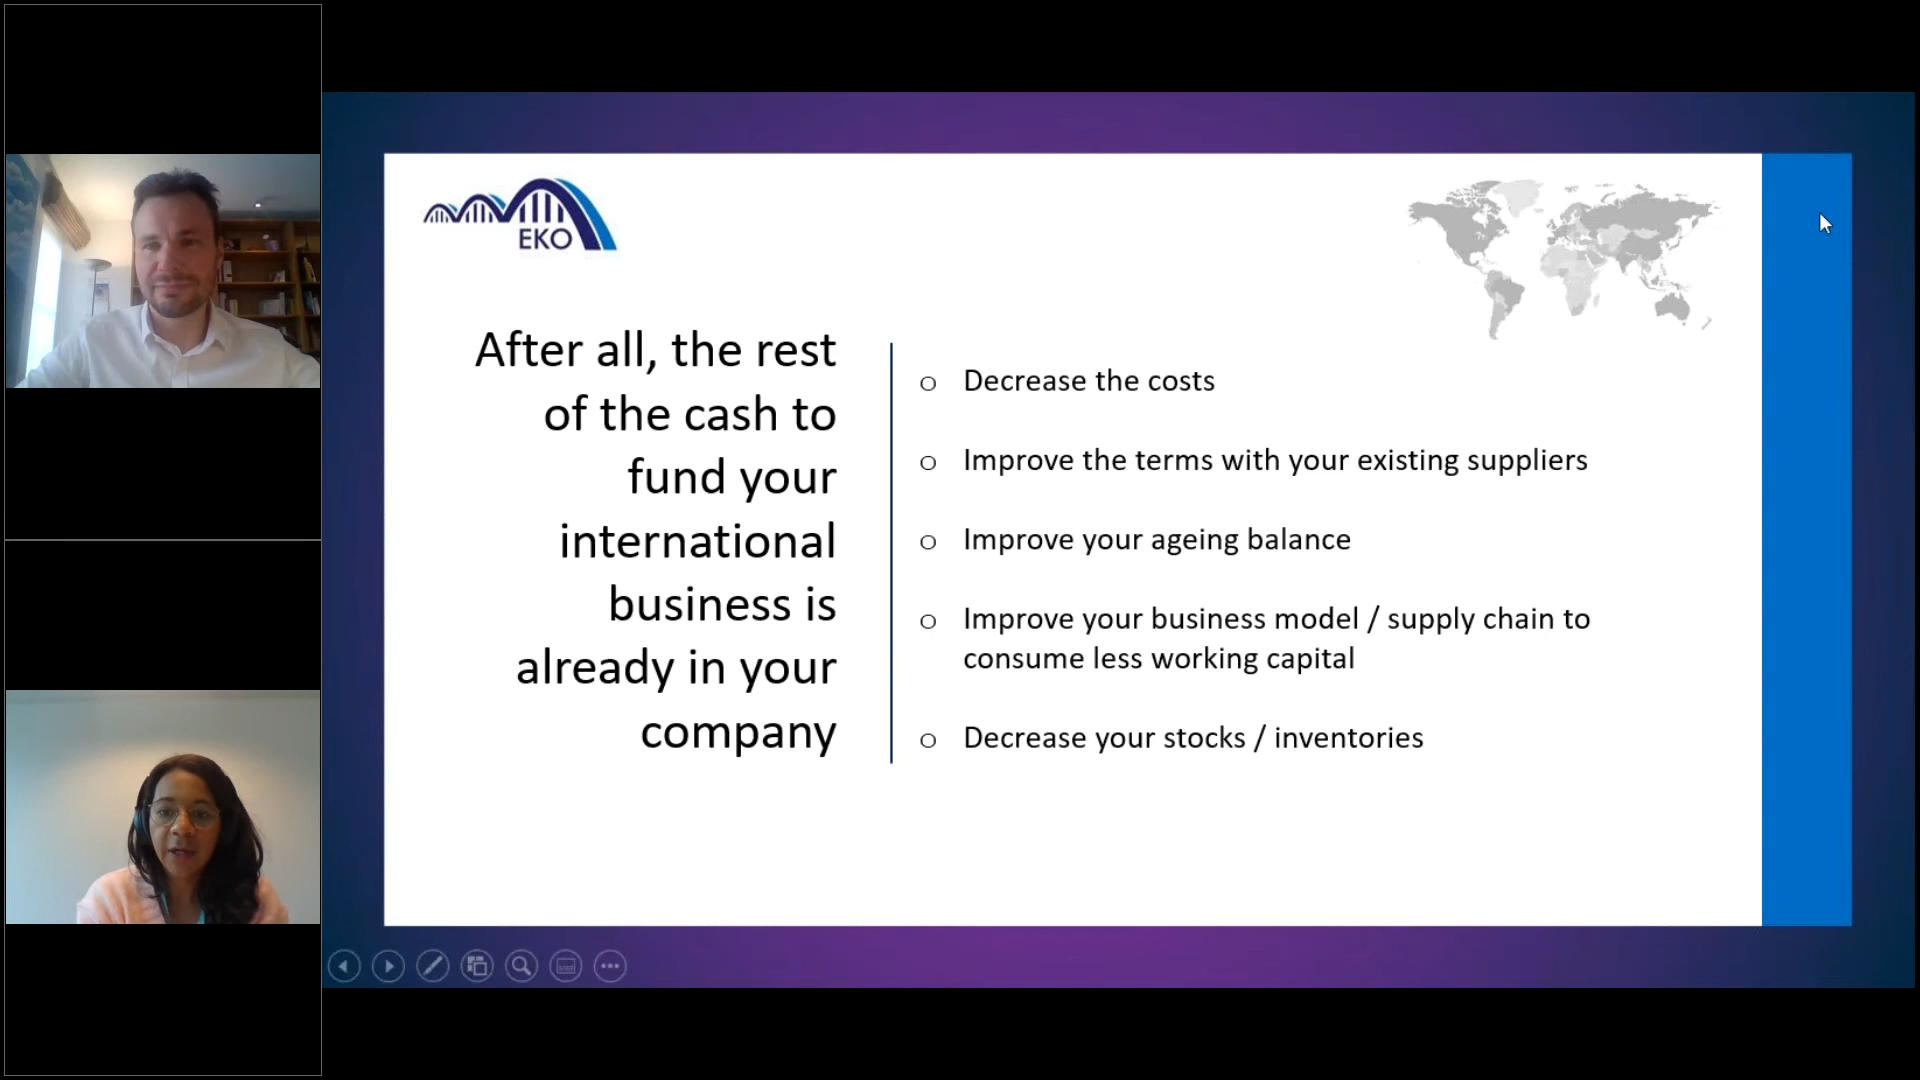 EKO
After all, the rest
of the cash to
fund your
international
business is
already in your
company
o Decrease the costs
o Improve the terms with your existing suppliers
o Improve your ageing balance
o Improve your business model / supply chain to
consume less working capital
o Decrease your stocks / inventories